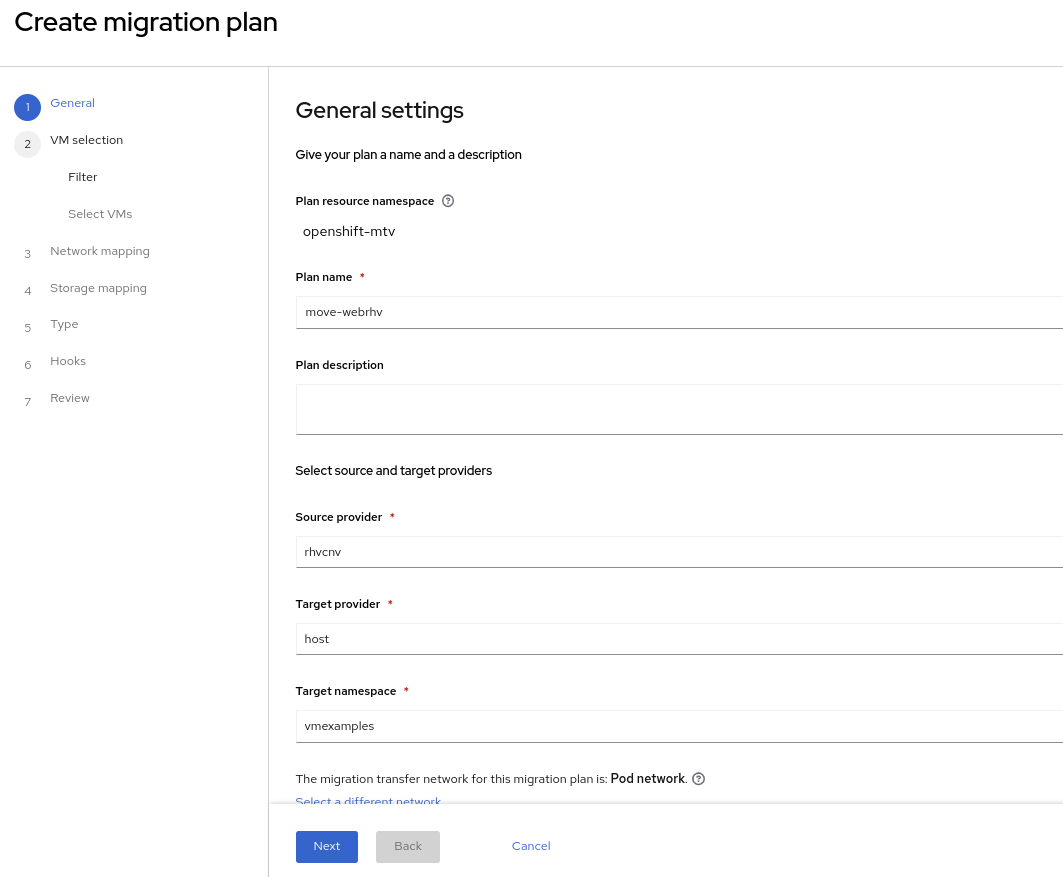 Create migration plan
1 General
2 VM selection
Filter
Select VMs
3 Network mapping
4 Storage mapping
5 Type
6 Hooks
7 Review
General settings
Give your plan a name and a description
Plan resource namespace
openshift-mtv
Plan name *
move-webrhv
Plan description
Select source and target providers
Source provider *
rhvcnv
Target provider *
host
Target namespace *
vmexamples
The migration transfer network for this migration plan is: Pod network.
Select a different network
Next Back Cancel